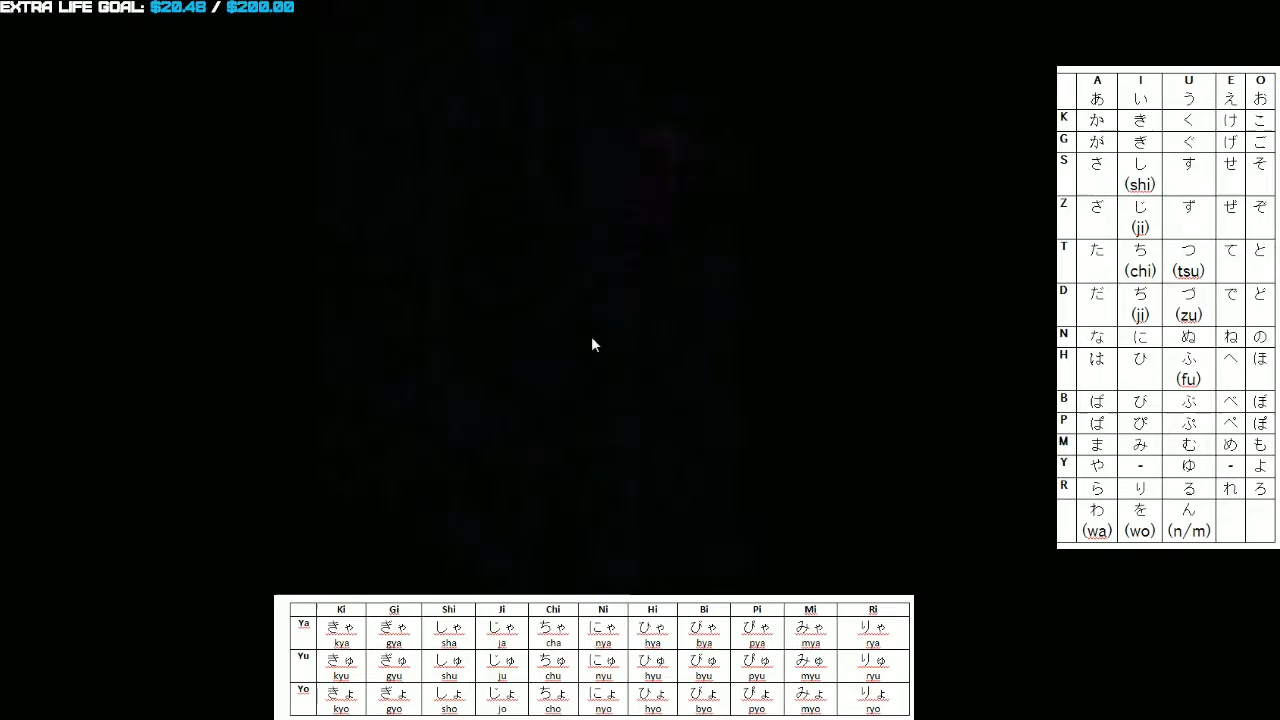 EXTRA LIFE GOAL: $20.48 / $200.00
A I U E O
あ い う え お
K か き く け こ
G が ぎ ぐ げ ご
S さ し す せ そ
(shi)
Z ざ じ ず ぜ ぞ
(ji)
T た ち つ て と
(chi) (tsu)
D だ ぢ づ で ど
(ji) (zu)
N な に ぬ ね の
H は ひ ふ へ ほ
(fu)
B ば び ぶ べ ぼ
P ぱ ぴ ぷ ぺ ぽ
M ま み む め も
Y や - ゆ - よ
R ら り る れ ろ
わ を ん
(wa) (wo) (n/m)
Ki Gi Shi Ji Chi Ni Hi Bi Pi Mi Ri
Ya きゃ ぎゃ しゃ じゃ ちゃ にゃ ひゃ びゃ ぴゃ みゃ りゃ
kya gya sha ja cha nya hya bya pya mya rya
Yu きゅ ぎゅ しゅ じゅ ちゅ にゅ ひゅ びゅ ぴゅ みゅ りゅ
kyu gyu shu ju chu nyu hyu byu pyu myu ryu
Yo きょ ぎょ しょ じょ ちょ にょ ひょ びょ ぴょ みょ りょ
kyo gyo sho jo cho nyo hyo byo pyo myo ryo